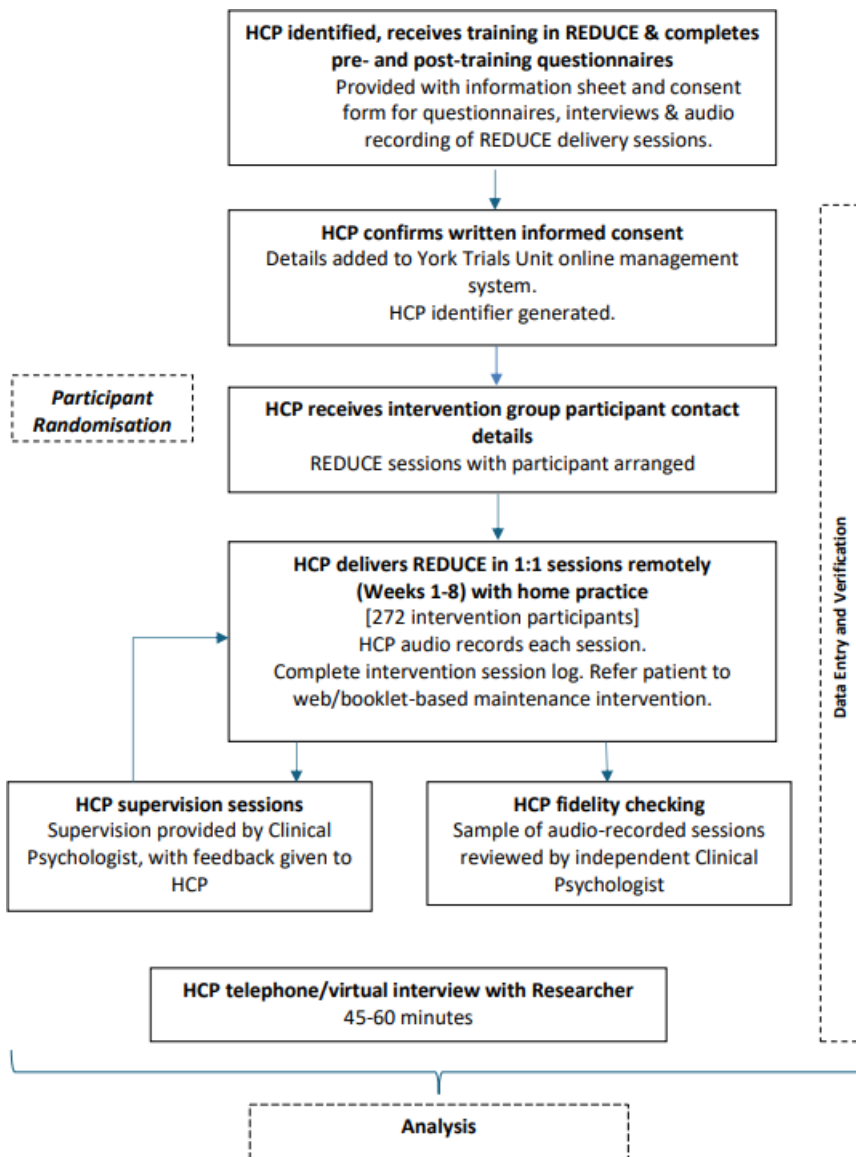 HCP identified, receives training in REDUCE & completes
pre- and post-training questionnaires
Provided with information sheet and consent
form for questionnaires, interviews & audio
recording of REDUCE delivery sessions.
HCP confirms written informed consent
Details added to York Trials Unit online management
system.
HCP identifier generated.
Participant
Randomisation
HCP receives intervention group participant contact
details
REDUCE sessions with participant arranged
HCP delivers REDUCE in 1:1 sessions remotely
(Weeks 1-8) with home practice
[272 intervention participants]
HCP audio records each session.
Complete intervention session log. Refer patient to
web/booklet-based maintenance intervention.
Data Entry and Verification
HCP supervision sessions
Supervision provided by Clinical
Psychologist, with feedback given to
HCP
HCP fidelity checking
Sample of audio-recorded sessions
reviewed by independent Clinical
Psychologist
HCP telephone/virtual interview with Researcher
45-60 minutes
Analysis